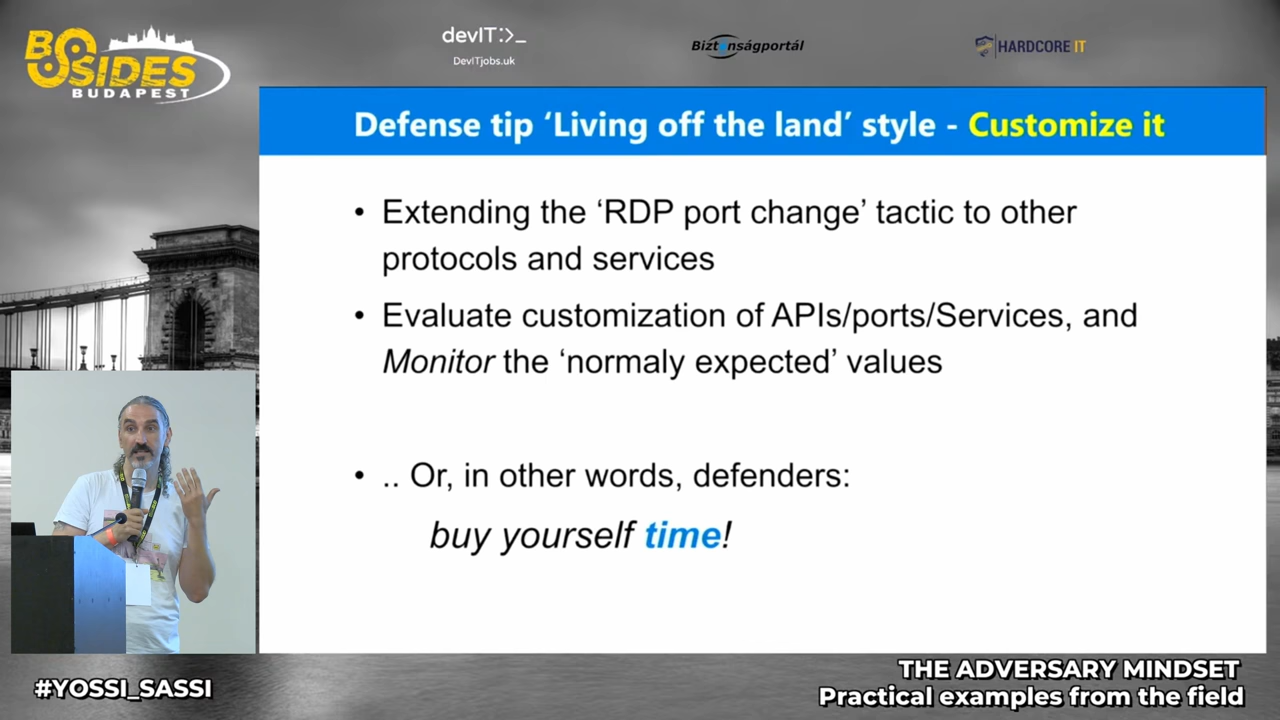 BSIDES
BUDAPEST
devIT:>_
DevITjobs.uk
Biztonságportál
HARDCORE IT
Defense tip ‘Living off the land’ style - Customize it
• Extending the ‘RDP port change’ tactic to other
protocols and services
• Evaluate customization of APIs/ports/Services, and
Monitor the ‘normaly expected’ values
• .. Or, in other words, defenders:
buy yourself time!
#YOSSI_SASSI
THE ADVERSARY MINDSET
Practical examples from the field